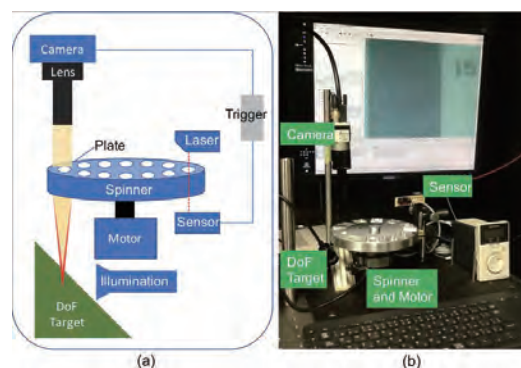 Camera
Lens
Trigger
Laser
Plate
Spinner
Sensor
Motor
Illumination
DoF
Target
(a)
15
Camera
Sensor
DoF
Target
Spinner
and Motor
(b)